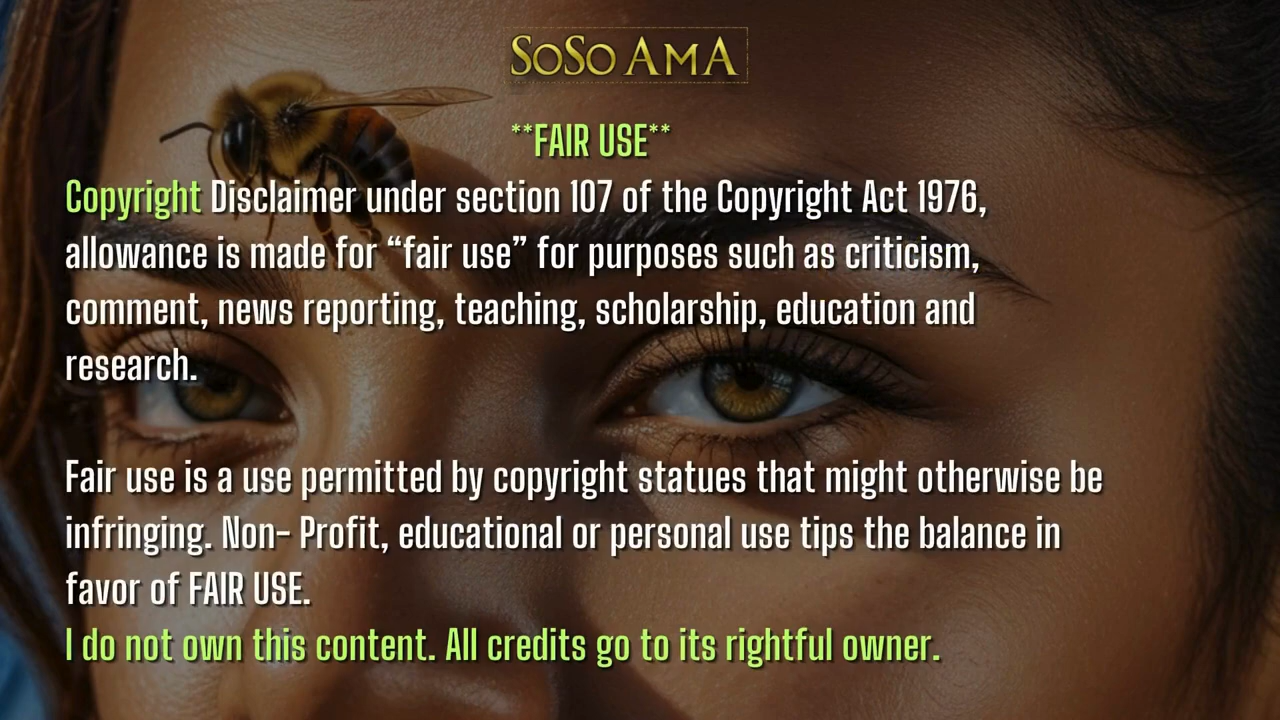 SoSo AmA
**FAIR USE**
Copyright Disclaimer under section 107 of the Copyright Act 1976,
allowance is made for “fair use” for purposes such as criticism,
comment, news reporting, teaching, scholarship, education and
research.
Fair use is a use permitted by copyright statues that might otherwise be
infringing. Non- Profit, educational or personal use tips the balance in
favor of FAIR USE.
I do not own this content. All credits go to its rightful owner.